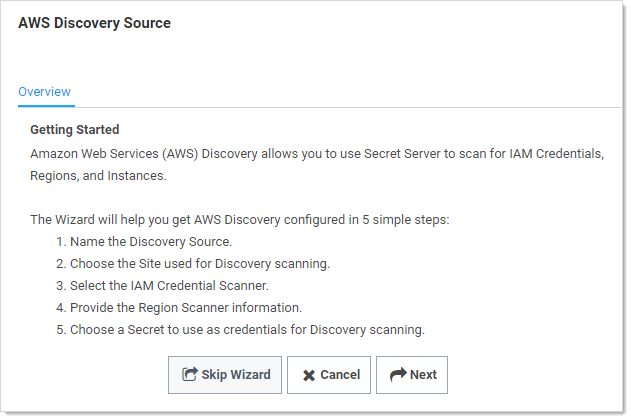 AWS Discovery Source
Overview
Getting Started
Amazon Web Services (AWS) Discovery allows you to use Secret Server to scan for IAM Credentials,
Regions, and Instances.
The Wizard will help you get AWS Discovery configured in 5 simple steps:
1. Name the Discovery Source.
2. Choose the Site used for Discovery scanning.
3. Select the IAM Credential Scanner.
4. Provide the Region Scanner information.
5. Choose a Secret to use as credentials for Discovery scanning.
Skip Wizard Cancel Next